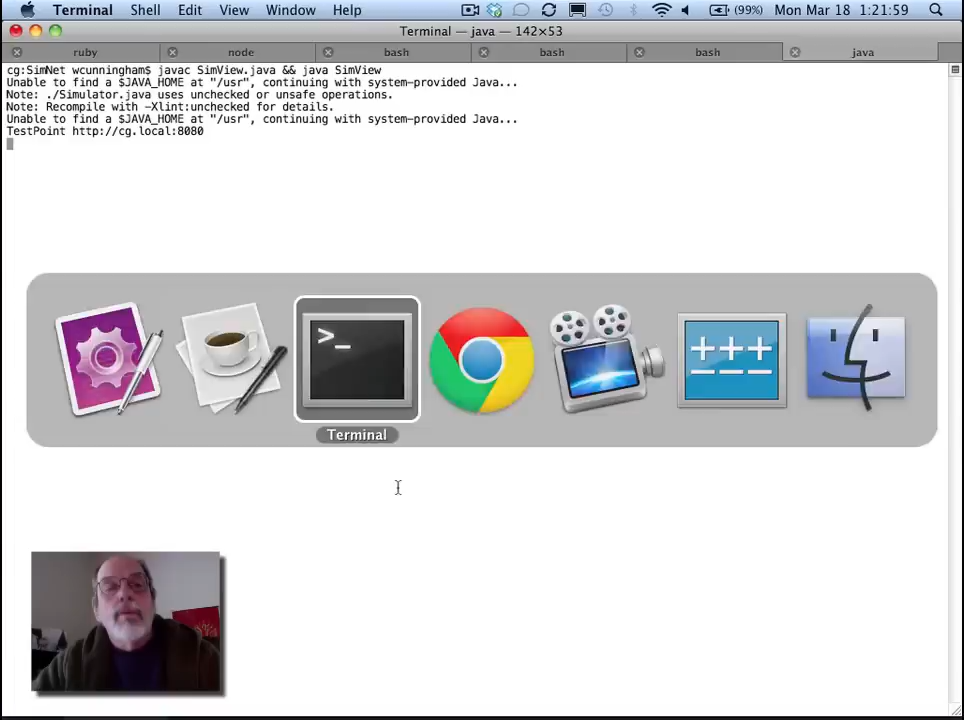 Terminal Shell Edit View Window Help (99%) Mon Mar 18 1:21:59
Terminal — java — 142×53
ruby node bash bash bash java
cg:SimNet wcunningham$ javac SimView.java && java SimView
Unable to find a $JAVA_HOME at "/usr", continuing with system-provided Java...
Note: ./Simulator.java uses unchecked or unsafe operations.
Note: Recompile with -Xlint:unchecked for details.
Unable to find a $JAVA_HOME at "/usr", continuing with system-provided Java...
TestPoint http://cg.local:8080
>_
+++
Terminal